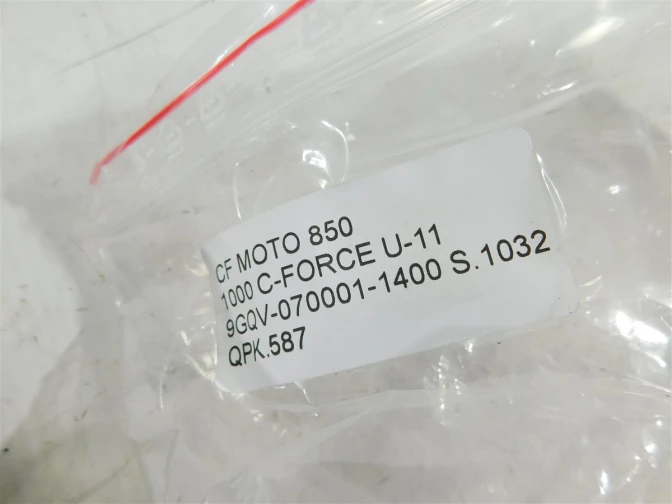 CF MOTO 850
1000 C-FORCE U-11
9GQV-070001-1400 S.1032
QPK.587